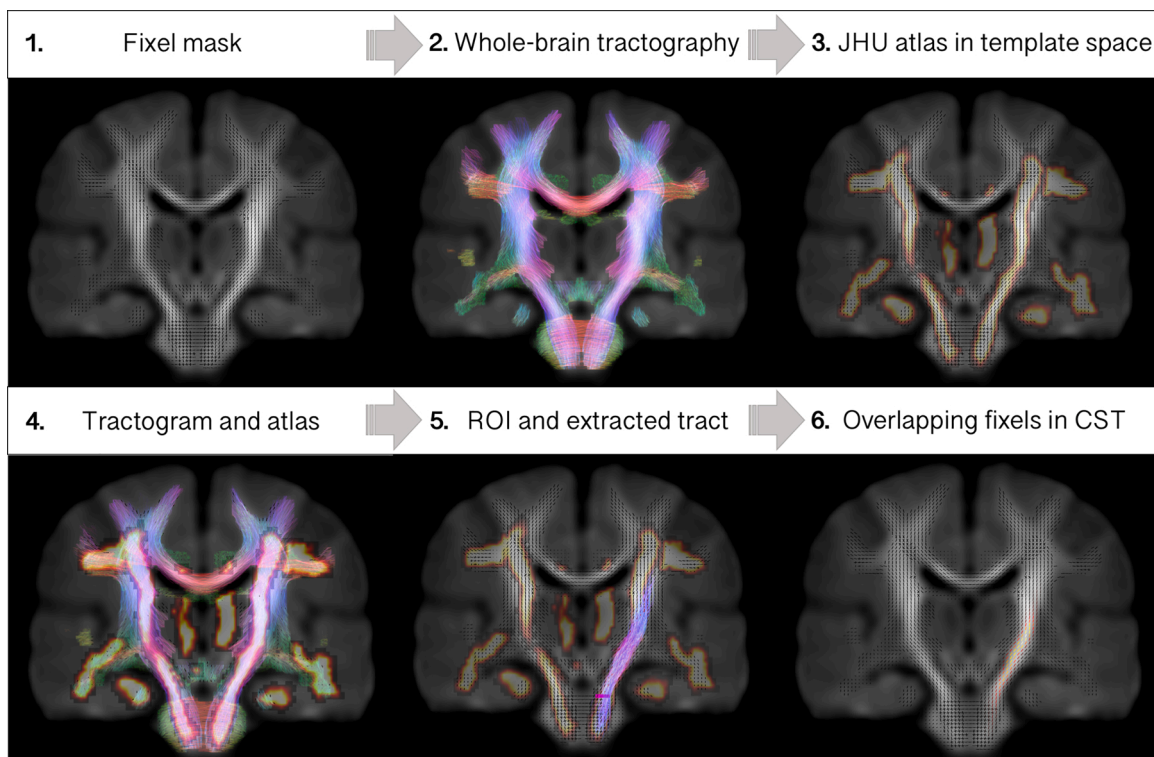 1. Fixel mask
2. Whole-brain tractography
3. JHU atlas in template space
4. Tractogram and atlas
5. ROI and extracted tract
6. Overlapping fixels in CST